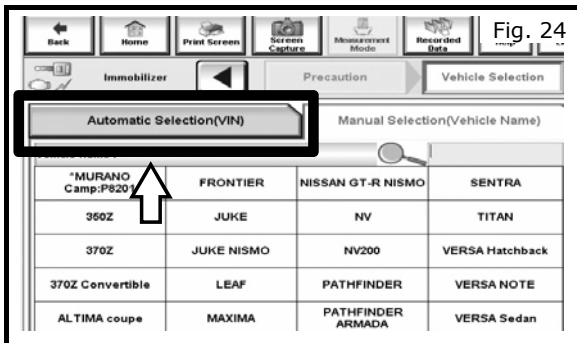 Back
Home
Print Screen
Screen
Capture
Measurement
Mode
Recorded
Data
Fig. 24
Immobilizer
Precaution
Vehicle Selection
Automatic Selection(VIN)
Manual Selection(Vehicle Name)
*MURANO
Camp:P8201
FRONTIER
NISSAN GT-R NISMO
SENTRA
350Z
JUKE
NV
TITAN
370Z
JUKE NISMO
NV200
VERSA Hatchback
370Z Convertible
LEAF
PATHFINDER
VERSA NOTE
ALTIMA coupe
MAXIMA
PATHFINDER
ARMADA
VERSA Sedan